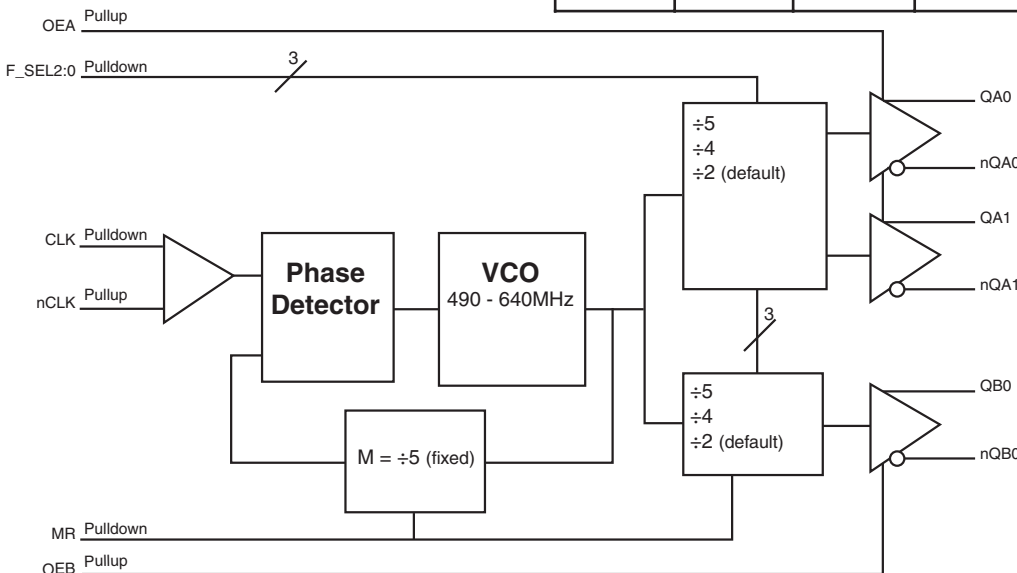 OEA Pullup
F_SEL2:0 Pulldown
3
QA0
÷5
÷4
÷2 (default)
nQA0
QA1
nQA1
CLK Pulldown
nCLK Pullup
Phase
Detector
VCO
490 - 640MHz
3
÷5
÷4
÷2 (default)
QB0
nQB0
M = ÷5 (fixed)
MR Pulldown
OEB Pullup